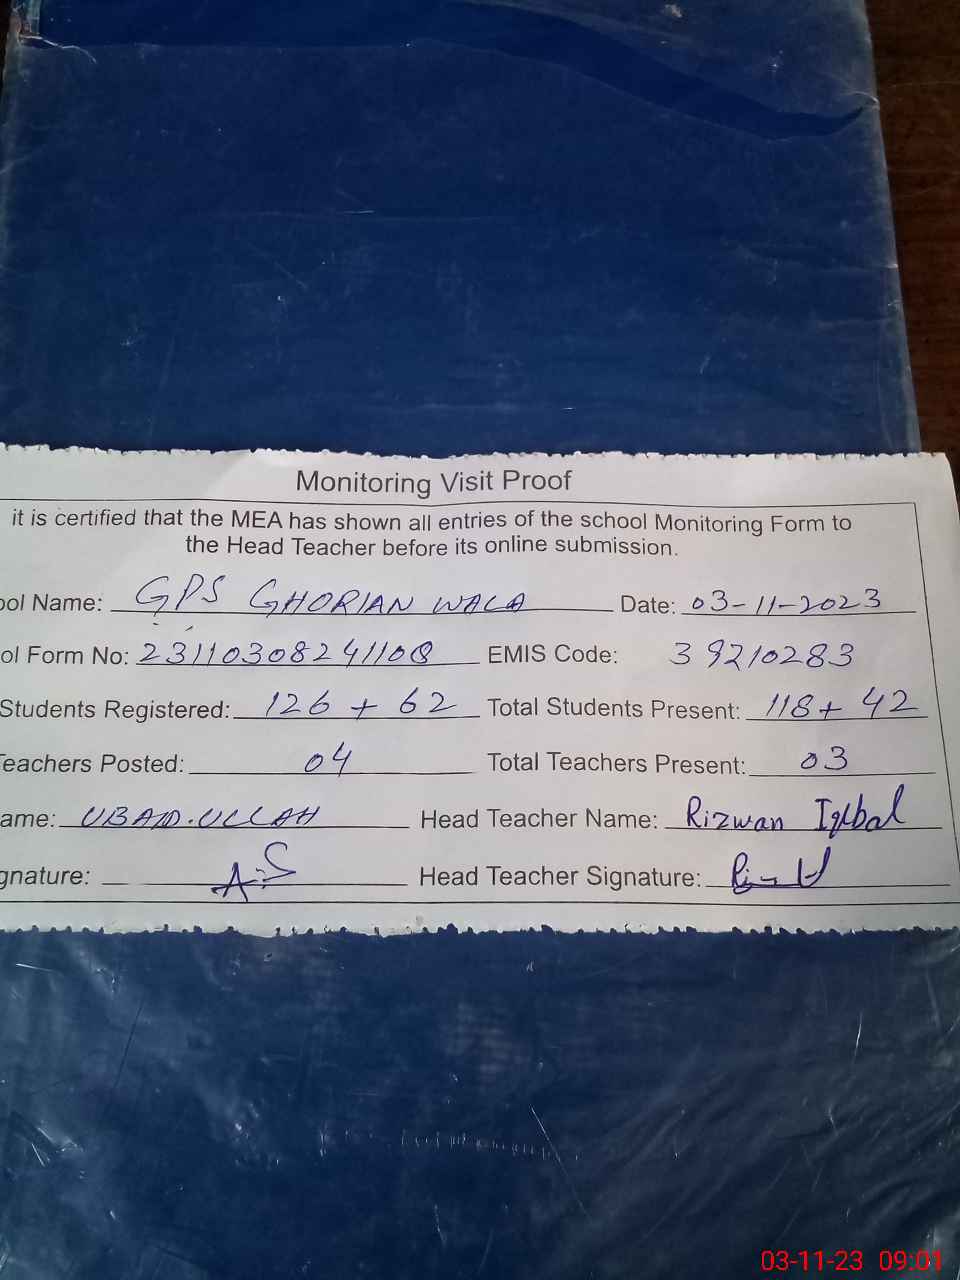 Monitoring Visit Proof
it is certified that the MEA has shown all entries of the school Monitoring Form to
the Head Teacher before its online submission.
ool Name: GPS GHORIAN WALA Date: 03-11-2023
ol Form No: 23110308241108 EMIS Code: 39210283
Students Registered: 126 + 62 Total Students Present: 118+ 42
Teachers Posted: 04 Total Teachers Present: 03
ame: UBAID.ULLAH Head Teacher Name: Rizwan Iqbal
gnature: Head Teacher Signature:
03-11-23 09:01